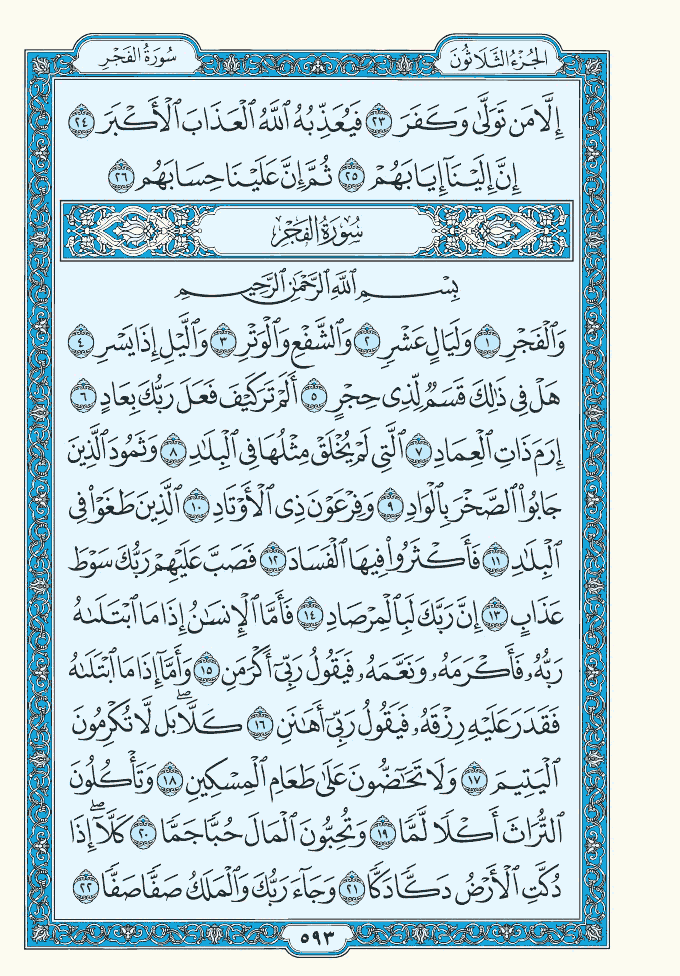 الجُزْءُ الثَّلَاثُونَ
سُورَةُ الفَجْرِ
إِلَّا مَن تَوَلَّىٰ وَكَفَرَ ٢٣ فَيُعَذِّبُهُ ٱللَّهُ ٱلْعَذَابَ ٱلْأَكْبَرَ ٢٤
إِنَّ إِلَيْنَآ إِيَابَهُمْ ٢٥ ثُمَّ إِنَّ عَلَيْنَا حِسَابَهُم ٢٦
سُورَةُ الفَجْرِ
بِسْمِ ٱللَّهِ ٱلرَّحْمَٰنِ ٱلرَّحِيمِ
وَٱلْفَجْرِ ١ وَلَيَالٍ عَشْرٍ ٢ وَٱلشَّفْعِ وَٱلْوَتْرِ ٣ وَٱلَّيْلِ إِذَا يَسْرِ ٤
هَلْ فِى ذَٰلِكَ قَسَمٌ لِّذِى حِجْرٍ ٥ أَلَمْ تَرَ كَيْفَ فَعَلَ رَبُّكَ بِعَادٍ ٦
إِرَمَ ذَاتِ ٱلْعِمَادِ ٧ ٱلَّتِى لَمْ يُخْلَقْ مِثْلُهَا فِى ٱلْبِلَٰدِ ٨ وَثَمُودَ ٱلَّذِينَ
جَابُوا۟ ٱلصَّخْرَ بِٱلْوَادِ ٩ وَفِرْعَوْنَ ذِى ٱلْأَوْتَادِ ١٠ ٱلَّذِينَ طَغَوْا۟ فِى
ٱلْبِلَٰدِ ١١ فَأَكْثَرُوا۟ فِيهَا ٱلْفَسَادَ ١٢ فَصَبَّ عَلَيْهِمْ رَبُّكَ سَوْطَ
عَذَابٍ ١٣ إِنَّ رَبَّكَ لَبِٱلْمِرْصَادِ ١٤ فَأَمَّا ٱلْإِنسَٰنُ إِذَا مَا ٱبْتَلَىٰهُ
رَبُّهُۥ فَأَكْرَمَهُۥ وَنَعَّمَهُۥ فَيَقُولُ رَبِّىٓ أَكْرَمَنِ ١٥ وَأَمَّآ إِذَا مَا ٱبْتَلَىٰهُ
فَقَدَرَ عَلَيْهِ رِزْقَهُۥ فَيَقُولُ رَبِّىٓ أَهَٰنَنِ ١٦ كَلَّا ۖ بَل لَّا تُكْرِمُونَ
ٱلْيَتِيمَ ١٧ وَلَا تَحَٰٓضُّونَ عَلَىٰ طَعَامِ ٱلْمِسْكِينِ ١٨ وَتَأْكُلُونَ
ٱلتُّرَاثَ أَكْلًا لَّمًّا ١٩ وَتُحِبُّونَ ٱلْمَالَ حُبًّا جَمًّا ٢٠ كَلَّآ ۖ إِذَا
دُكَّتِ ٱلْأَرْضُ دَكًّا دَكًّا ٢١ وَجَآءَ رَبُّكَ وَٱلْمَلَكُ صَفًّا صَفًّا ٢٢
٥٩٣